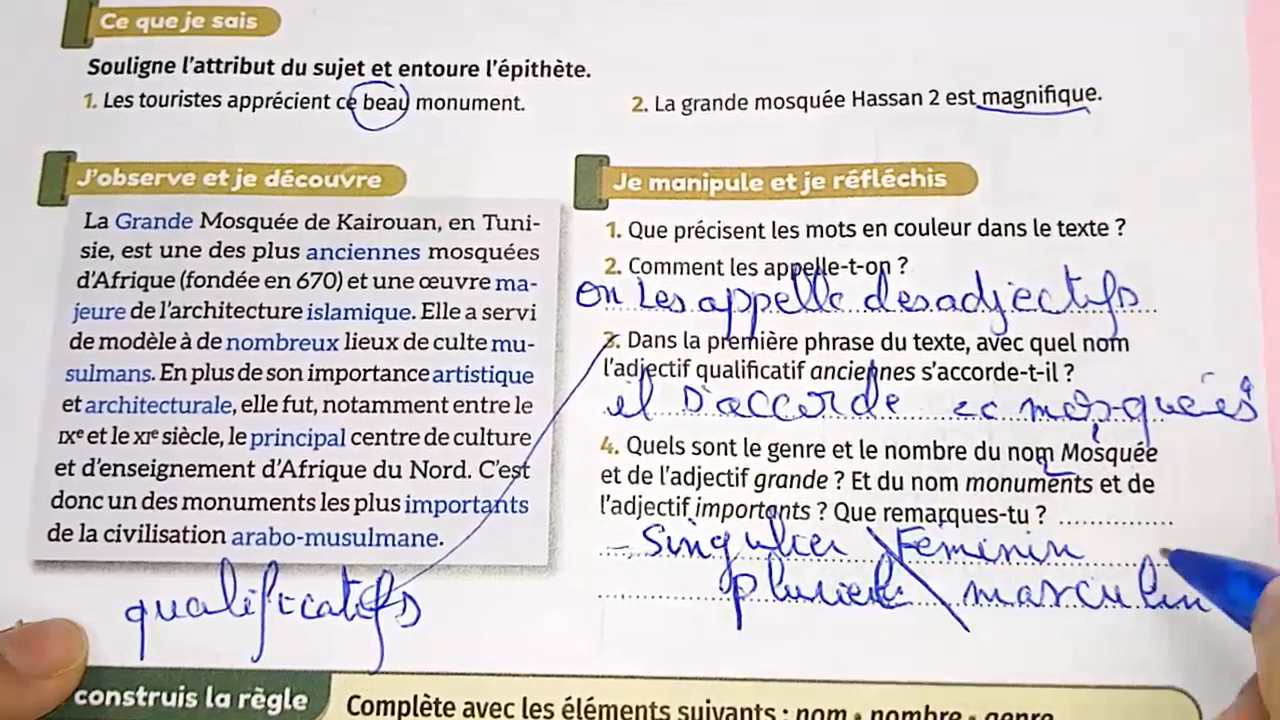 Ce que je sais
Souligne l'attribut du sujet et entoure l'épithète.
1. Les touristes apprécient ce beau monument.
2. La grande mosquée Hassan 2 est magnifique.
J'observe et je découvre
La Grande Mosquée de Kairouan, en Tuni-
sie, est une des plus anciennes mosquées
d'Afrique (fondée en 670) et une œuvre ma-
jeure de l'architecture islamique. Elle a servi
de modèle à de nombreux lieux de culte mu-
sulmans. En plus de son importance artistique
et architecturale, elle fut, notamment entre le
IXe et le XIe siècle, le principal centre de culture
et d'enseignement d'Afrique du Nord. C'est
donc un des monuments les plus importants
de la civilisation arabo-musulmane.
qualificatifs
Je manipule et je réfléchis
1. Que précisent les mots en couleur dans le texte ?
2. Comment les appelle-t-on ?
on les appelle des adjectifs
3. Dans la première phrase du texte, avec quel nom
l'adjectif qualificatif anciennes s'accorde-t-il ?
il s'accorde mosquées
4. Quels sont le genre et le nombre du nom Mosquée
et de l'adjectif grande ? Et du nom monuments et de
l'adjectif importants ? Que remarques-tu ? ................
- Singulier \ Féminin
pluriel \ masculin
construis la règle
Complète avec les éléments suivants : nom • nombre • genre